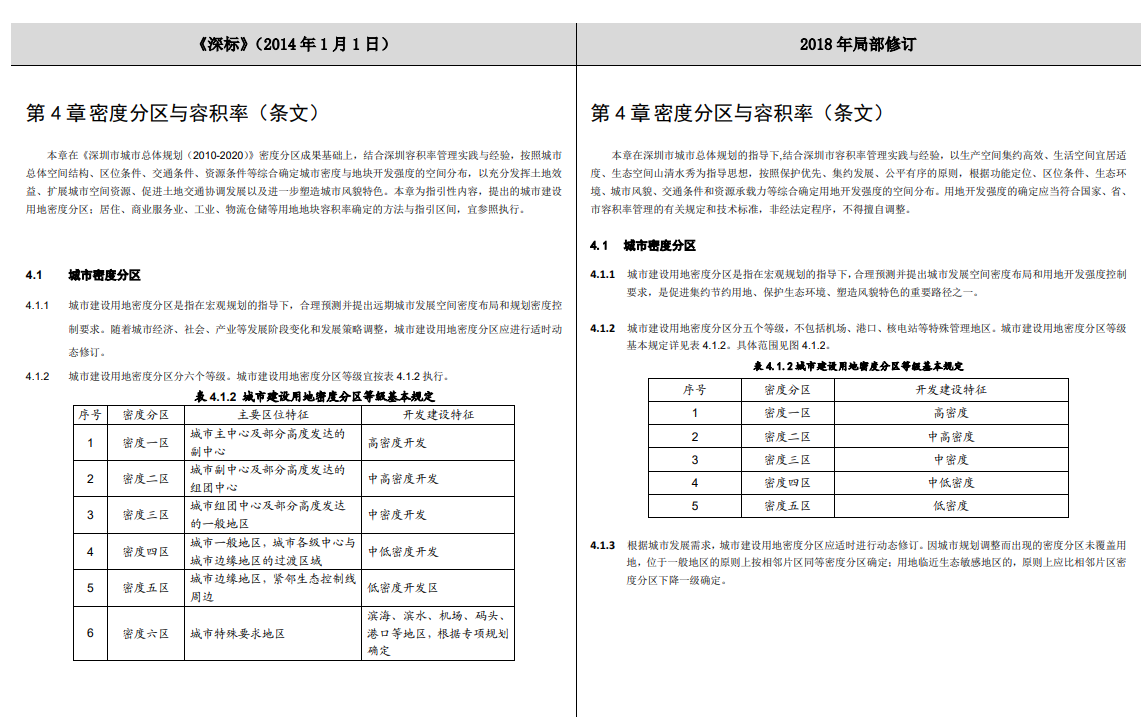 《深标》（2014 年 1 月 1 日）
第 4 章 密度分区与容积率（条文）
本章在《深圳市城市总体规划（2010-2020）》密度分区成果基础上，结合深圳容积率管理实践与经验，按照城市
总体空间结构、区位条件、交通条件、资源条件等综合确定城市密度与地块开发强度的空间分布，以充分发挥土地效
益、扩展城市空间资源、促进土地交通协调发展以及进一步塑造城市风貌特色。本章为指引性内容，提出的城市建设
用地密度分区；居住、商业服务业、工业、物流仓储等用地地块容积率确定的方法与指引区间，宜参照执行。
4.1 城市密度分区
4.1.1 城市建设用地密度分区是指在宏观规划的指导下，合理预测并提出远期城市发展空间密度布局和规划密度控
制要求。随着城市经济、社会、产业等发展阶段变化和发展策略调整，城市建设用地密度分区应进行适时动
态修订。
4.1.2 城市建设用地密度分区分六个等级。城市建设用地密度分区等级宜按表 4.1.2 执行。
表 4.1.2 城市建设用地密度分区等级基本规定
序号 密度分区 主要区位特征 开发建设特征
1 密度一区 城市主中心及部分高度发达的
副中心 高密度开发
2 密度二区 城市副中心及部分高度发达的
组团中心 中高密度开发
3 密度三区 城市组团中心及部分高度发达
的一般地区 中密度开发
4 密度四区 城市一般地区，城市各级中心与
城市边缘地区的过渡区域 中低密度开发
5 密度五区 城市边缘地区，紧邻生态控制线
周边 低密度开发区
6 密度六区 城市特殊要求地区 滨海、滨水、机场、码头、
港口等地区，根据专项规划
确定
2018 年局部修订
第 4 章 密度分区与容积率（条文）
本章在深圳市城市总体规划的指导下,结合深圳市容积率管理实践与经验，以生产空间集约高效、生活空间宜居适
度、生态空间山清水秀为指导思想，按照保护优先、集约发展、公平有序的原则，根据功能定位、区位条件、生态环
境、城市风貌、交通条件和资源承载力等综合确定用地开发强度的空间分布。用地开发强度的确定应当符合国家、省、
市容积率管理的有关规定和技术标准，非经法定程序，不得擅自调整。
4.1 城市密度分区
4.1.1 城市建设用地密度分区是指在宏观规划的指导下，合理预测并提出城市发展空间密度布局和用地开发强度控制
要求，是促进集约节约用地、保护生态环境、塑造风貌特色的重要路径之一。
4.1.2 城市建设用地密度分区分五个等级，不包括机场、港口、核电站等特殊管理地区。城市建设用地密度分区等级
基本规定详见表 4.1.2。具体范围见图 4.1.2。
表 4.1.2 城市建设用地密度分区等级基本规定
序号 密度分区 开发建设特征
1 密度一区 高密度
2 密度二区 中高密度
3 密度三区 中密度
4 密度四区 中低密度
5 密度五区 低密度
4.1.3 根据城市发展需求，城市建设用地密度分区应适时进行动态修订。因城市规划调整而出现的密度分区未覆盖用
地，位于一般地区的原则上按相邻片区同等密度分区确定；用地临近生态敏感地区的，原则上应比相邻片区密
度分区下降一级确定。